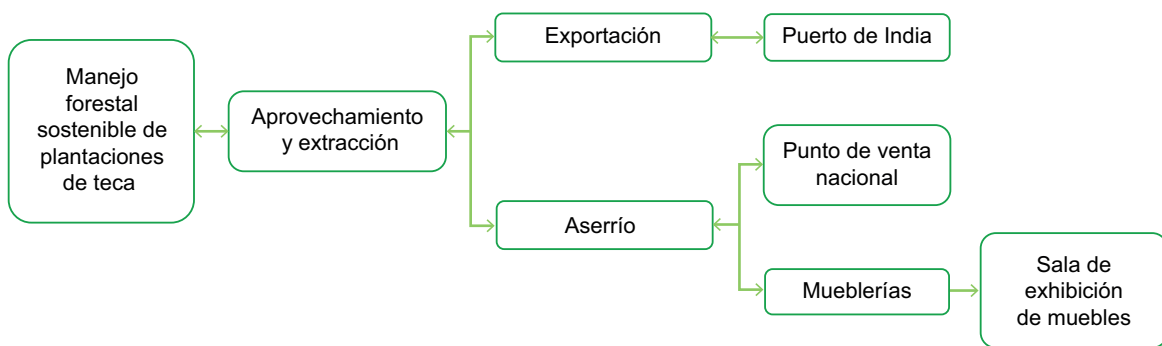 Manejo
forestal
sostenible de
plantaciones
de teca
Aprovechamiento
y extracción
Exportación
Puerto de India
Aserrío
Punto de venta
nacional
Mueblerías
Sala de
exhibición
de muebles